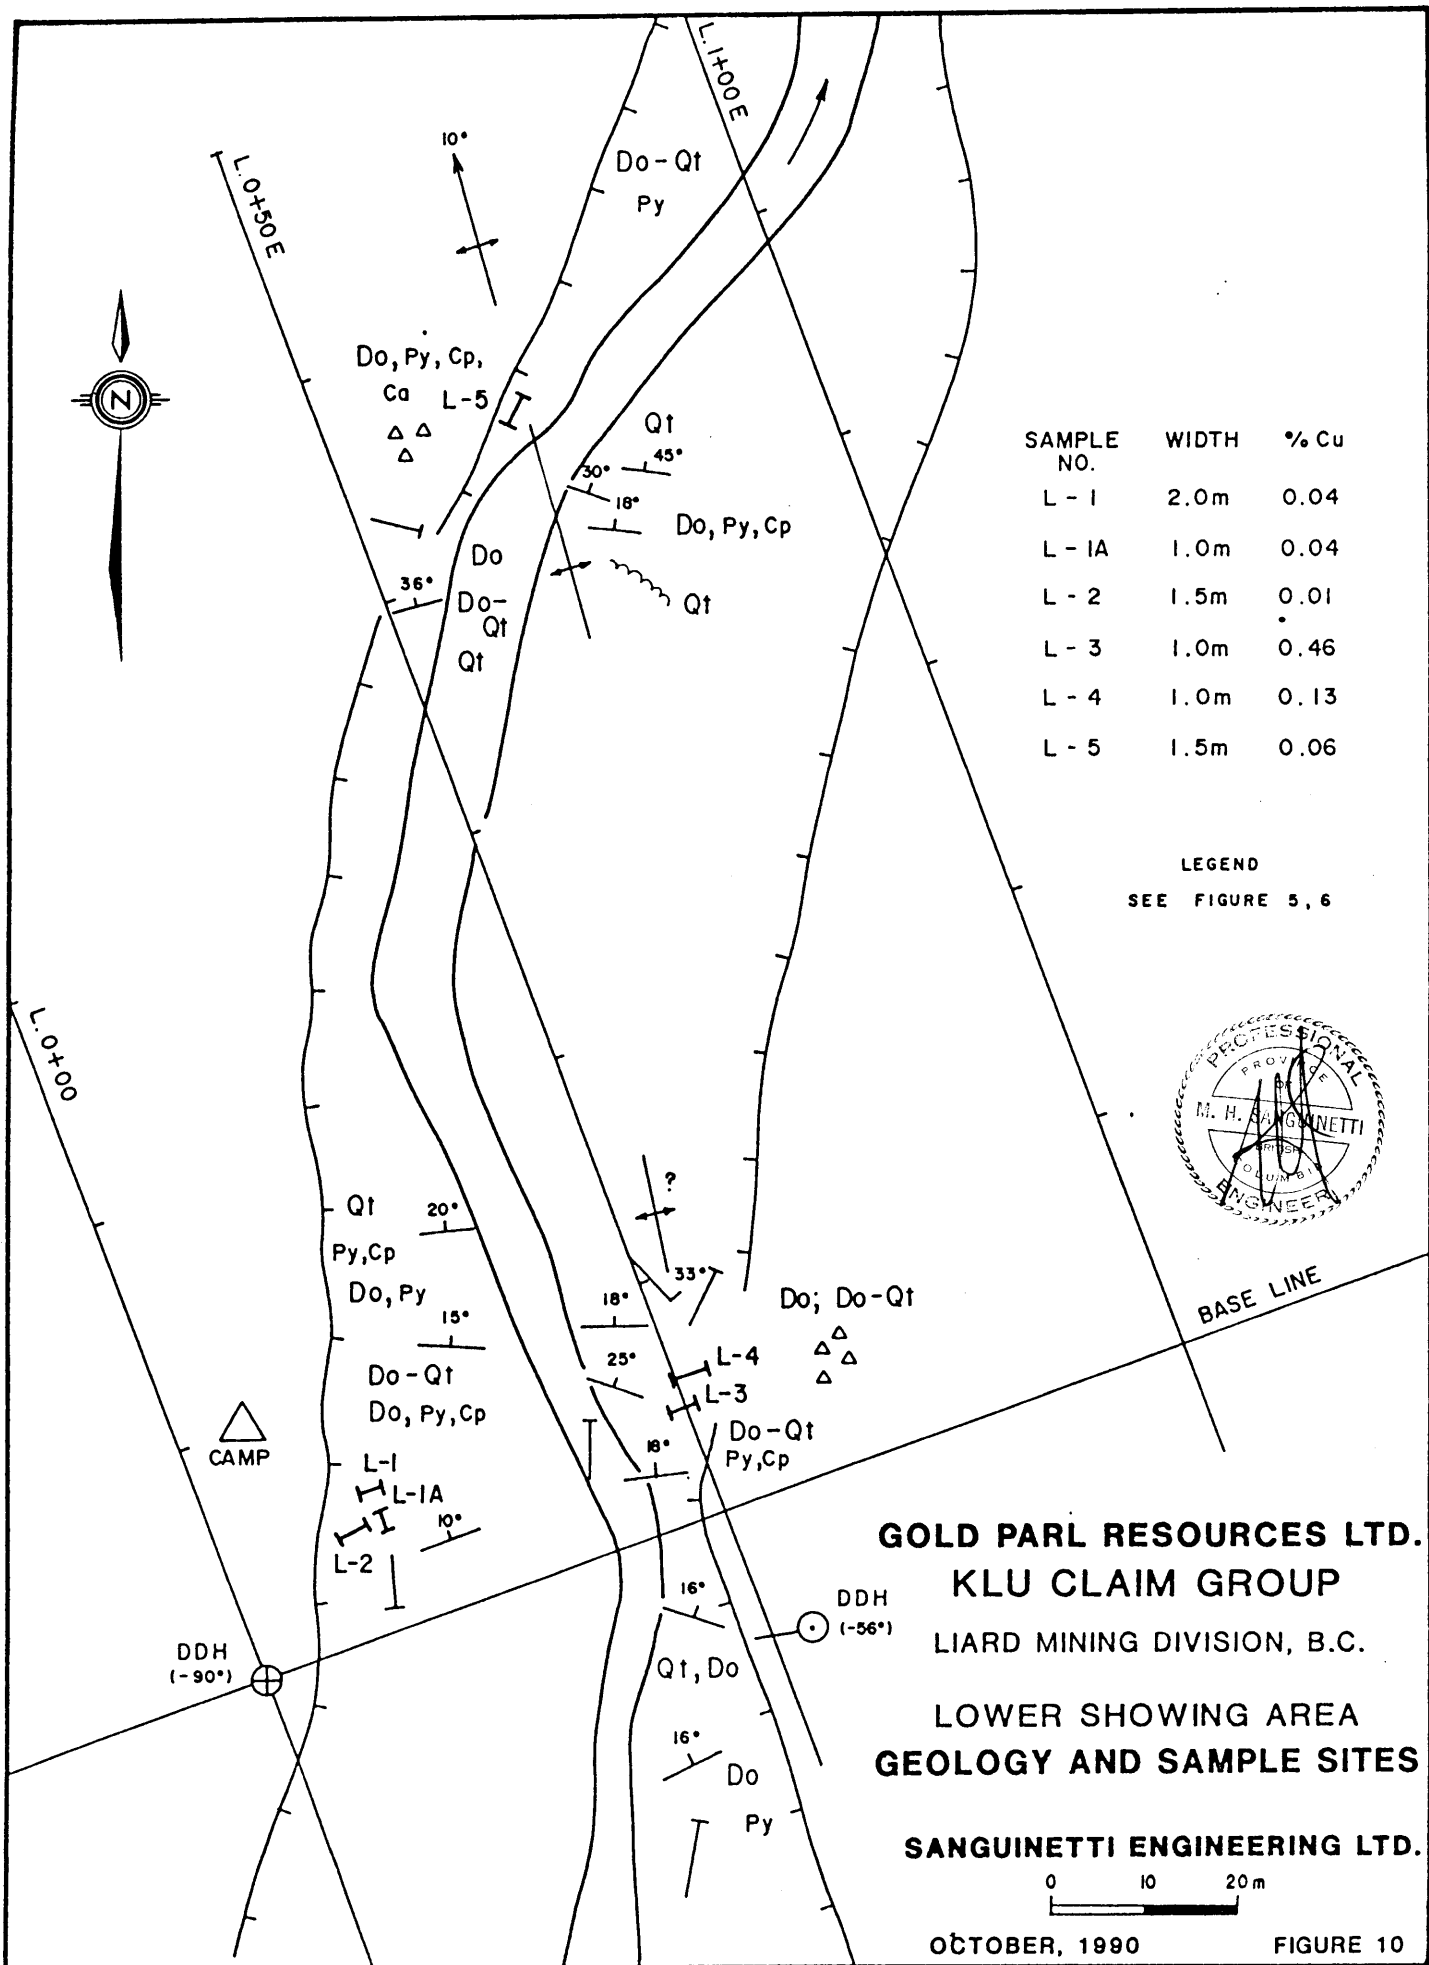 L.1+00E
L.0+50E
10°
Do-Qt
Py
N
Do, Py, Cp,
Ca
L-5
Qt
45°
30°
18°
Do, Py, Cp
Do
36°
Do-
Qt
Qt
Qt
SAMPLE NO. WIDTH % Cu
L - 1 2.0m 0.04
L - 1A 1.0m 0.04
L - 2 1.5m 0.01
L - 3 1.0m 0.46
L - 4 1.0m 0.13
L - 5 1.5m 0.06
LEGEND
SEE FIGURE 5, 6
L.0+00
PROFESSIONAL
PROVINCE
OF
M. H. SANGUINETTI
BRITISH
COLUMBIA
ENGINEER
?
Qt
20°
Py, Cp
Do, Py
33°
15°
18°
Do; Do-Qt
BASE LINE
Do-Qt
25°
L-4
Do, Py, Cp
L-3
CAMP
Do-Qt
Py, Cp
18°
L-1
L-1A
10°
L-2
16°
DDH
(-56°)
DDH
(-90°)
Qt, Do
16°
Do
Py
GOLD PARL RESOURCES LTD.
KLU CLAIM GROUP
LIARD MINING DIVISION, B.C.
LOWER SHOWING AREA
GEOLOGY AND SAMPLE SITES
SANGUINETTI ENGINEERING LTD.
0 10 20m
OCTOBER, 1990 FIGURE 10